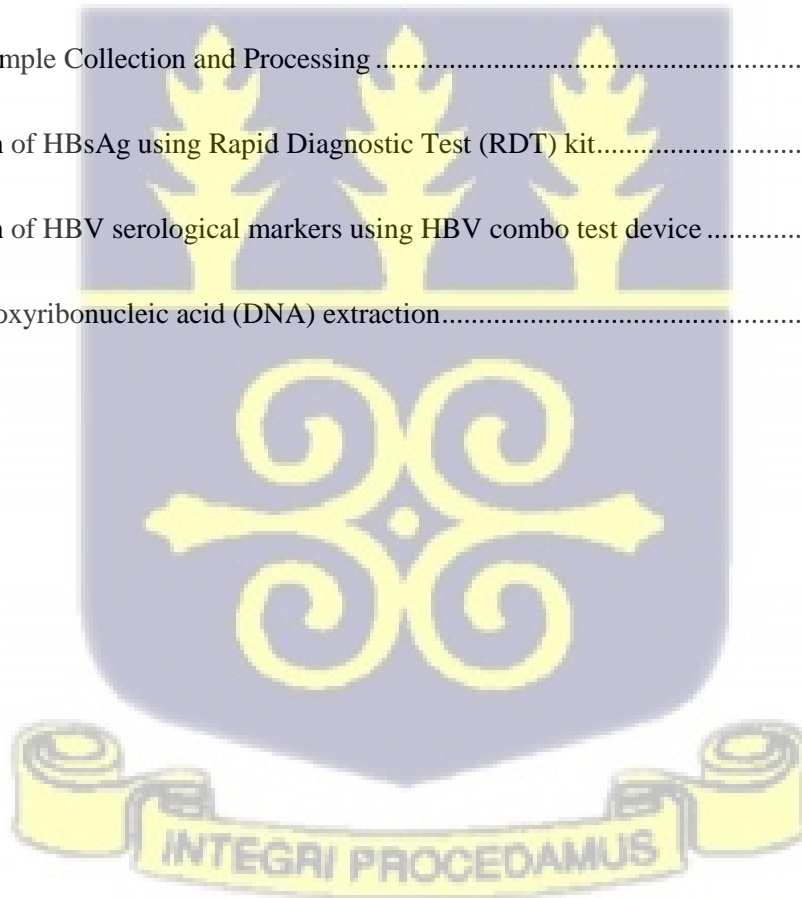 mple Collection and Processing ........................................................................
n of HBsAg using Rapid Diagnostic Test (RDT) kit....................................
n of HBV serological markers using HBV combo test device .............
oxyribonucleic acid (DNA) extraction..............................................................
INTEGRI PROCEDAMUS